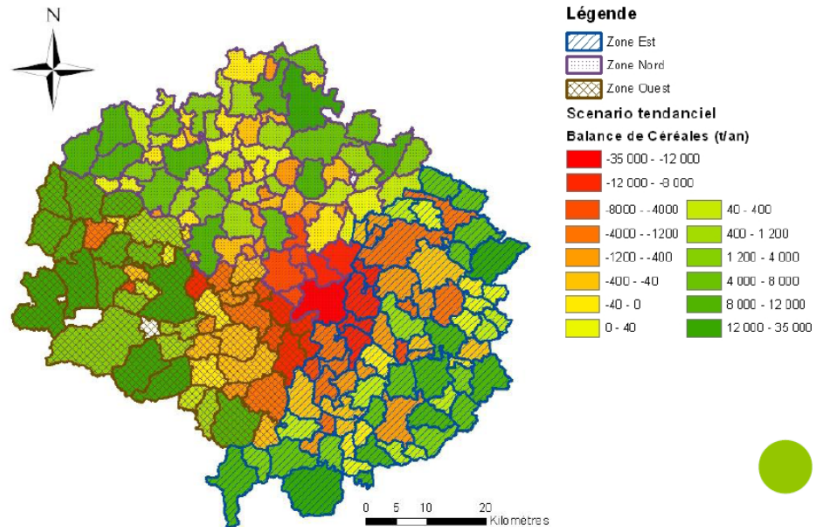 N
Légende
Zone Est
Zone Nord
Zone Ouest
Scenario tendanciel
Balance de Céréales (t/an)
-35 000 - -12 000
-12 000 - -8 000
-8000 - -4000
-4000 - -1200
-1200 - -400
-400 - -40
-40 - 0
0 - 40
40 - 400
400 - 1 200
1 200 - 4 000
4 000 - 8 000
8 000 - 12 000
12 000 - 35 000
0 5 10 20
Kilomètres